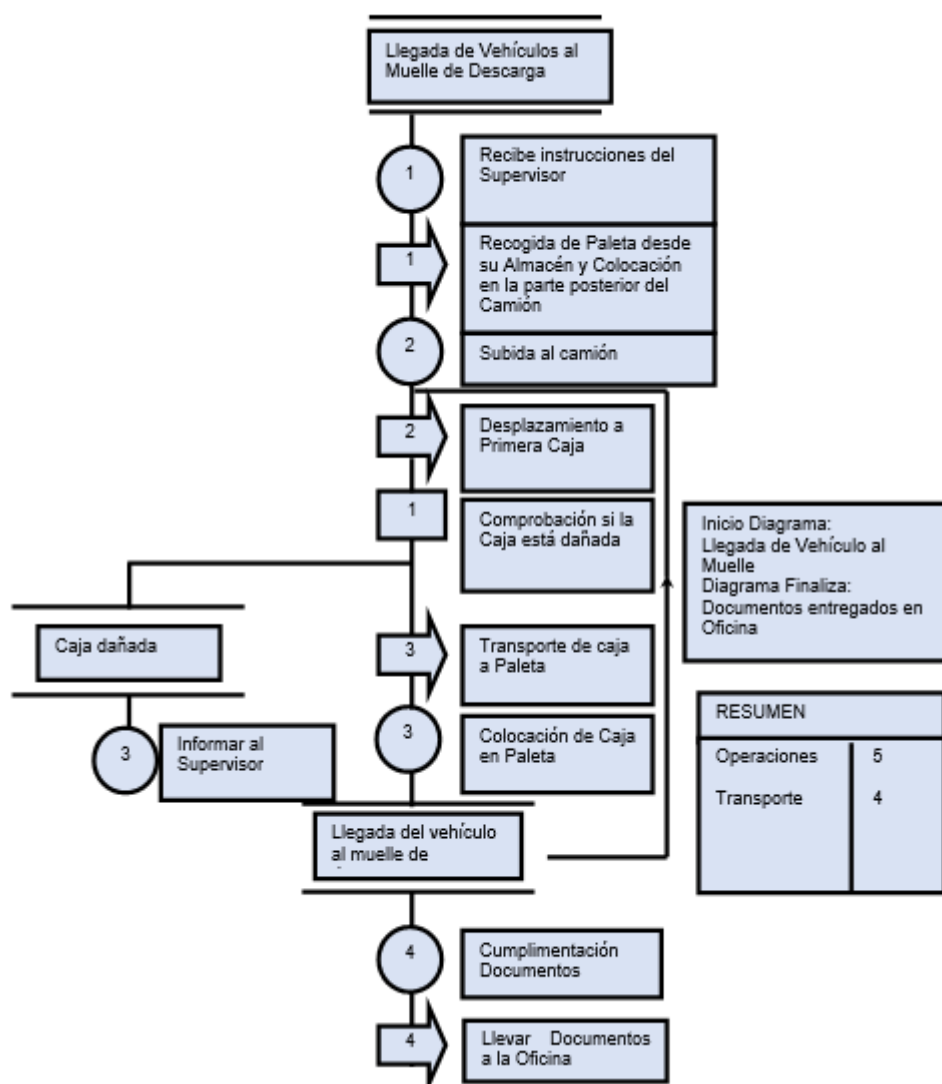 Llegada de Vehículos al
Muelle de Descarga
1
Recibe instrucciones del
Supervisor
1
Recogida de Paleta desde
su Almacén y Colocación
en la parte posterior del
Camión
2
Subida al camión
2
Desplazamiento a
Primera Caja
1
Comprobación si la
Caja está dañada
Inicio Diagrama:
Llegada de Vehículo al
Muelle
Diagrama Finaliza:
Documentos entregados en
Oficina
Caja dañada
3
Transporte de caja
a Paleta
3
Informar al
Supervisor
3
Colocación de Caja
en Paleta
RESUMEN
Operaciones 5
Transporte 4
Llegada del vehículo
al muelle de
4
Cumplimentación
Documentos
4
Llevar Documentos
a la Oficina